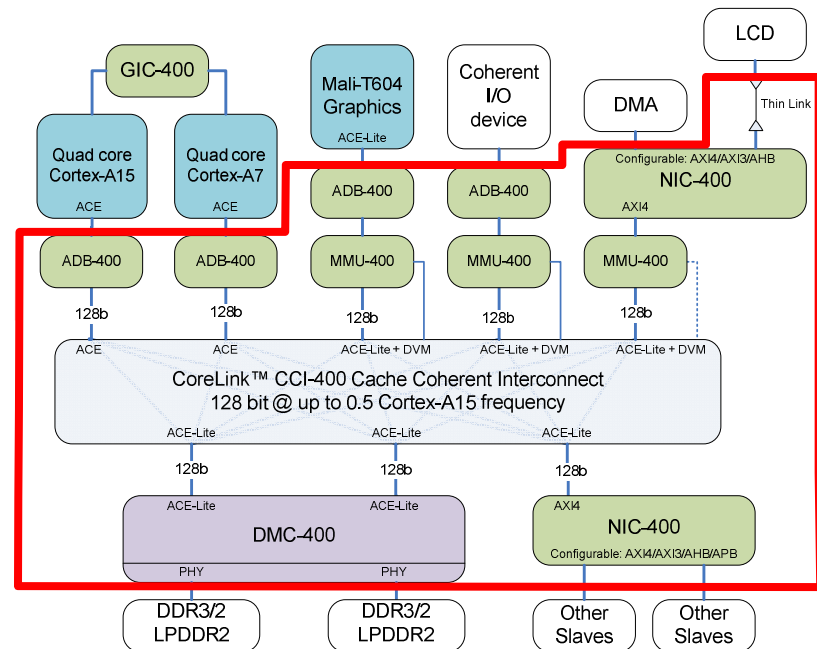 LCD
GIC-400
Mali-T604
Graphics
ACE-Lite
Coherent
I/O
device
DMA
Thin Link
Quad core
Cortex-A15
ACE
Quad core
Cortex-A7
ACE
Configurable: AXI4/AXI3/AHB
NIC-400
AXI4
ADB-400
ADB-400
ADB-400
ADB-400
MMU-400
MMU-400
MMU-400
128b
128b
128b
128b
128b
ACE
ACE
ACE-Lite + DVM
ACE-Lite + DVM
ACE-Lite + DVM
CoreLink™ CCI-400 Cache Coherent Interconnect
128 bit @ up to 0.5 Cortex-A15 frequency
ACE-Lite
ACE-Lite
ACE-Lite
128b
128b
128b
ACE-Lite
ACE-Lite
DMC-400
PHY
PHY
AXI4
NIC-400
Configurable: AXI4/AXI3/AHB/APB
DDR3/2
LPDDR2
DDR3/2
LPDDR2
Other
Slaves
Other
Slaves